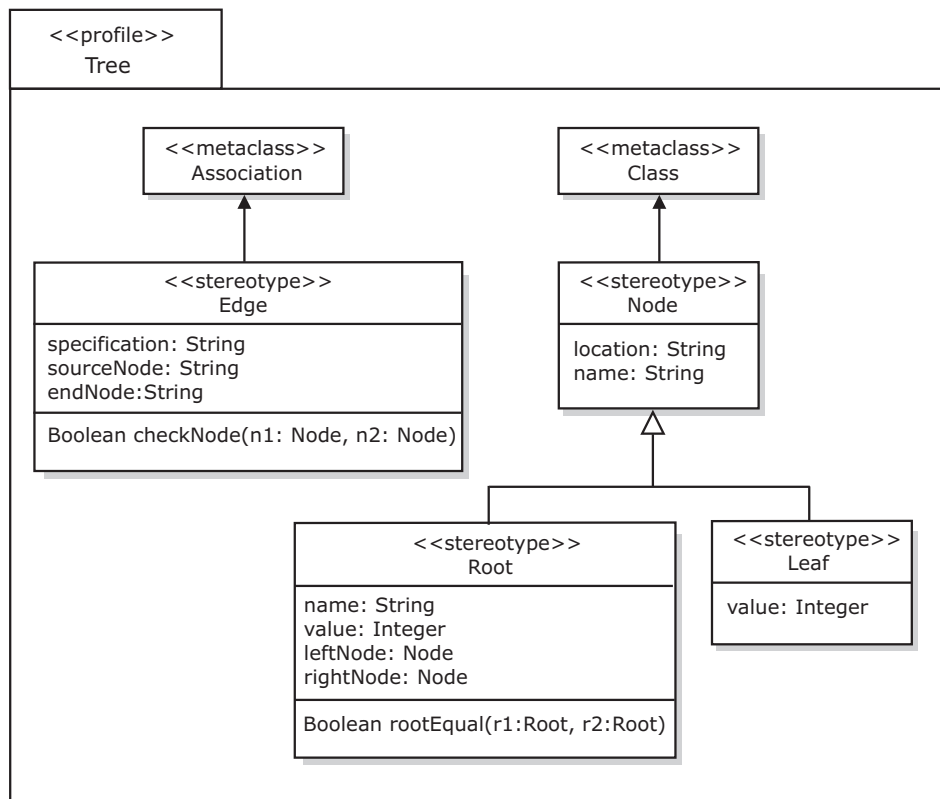 <<profile>>
Tree
<<metaclass>>
Association
<<metaclass>>
Class
<<stereotype>>
Edge
specification: String
sourceNode: String
endNode:String
Boolean checkNode(n1: Node, n2: Node)
<<stereotype>>
Node
location: String
name: String
<<stereotype>>
Root
name: String
value: Integer
leftNode: Node
rightNode: Node
Boolean rootEqual(r1:Root, r2:Root)
<<stereotype>>
Leaf
value: Integer